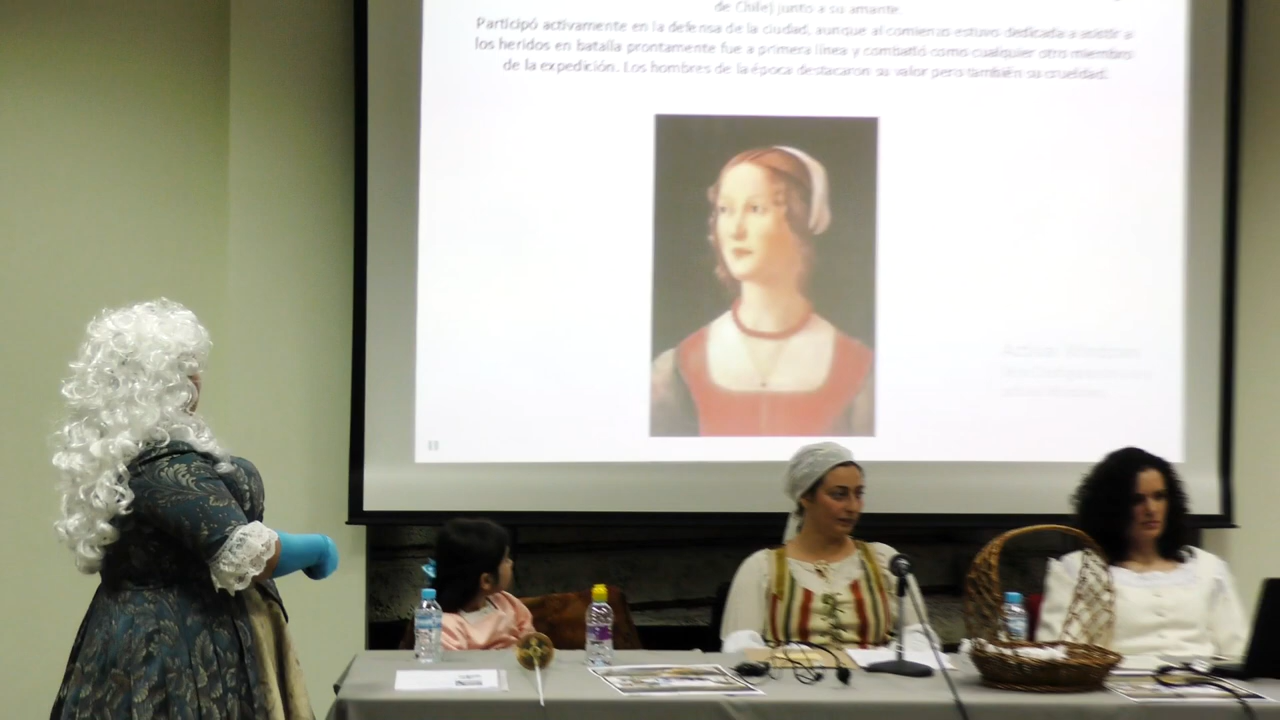 de Chile) junto a su amante.
Participó activamente en la defensa de la ciudad, aunque al comienzo estuvo dedicada a asistir a
los heridos en batalla prontamente fue a primera línea y combatió como cualquier otro miembro
de la expedición. Los hombres de la época destacaron su valor pero también su crueldad.
Activar Windows